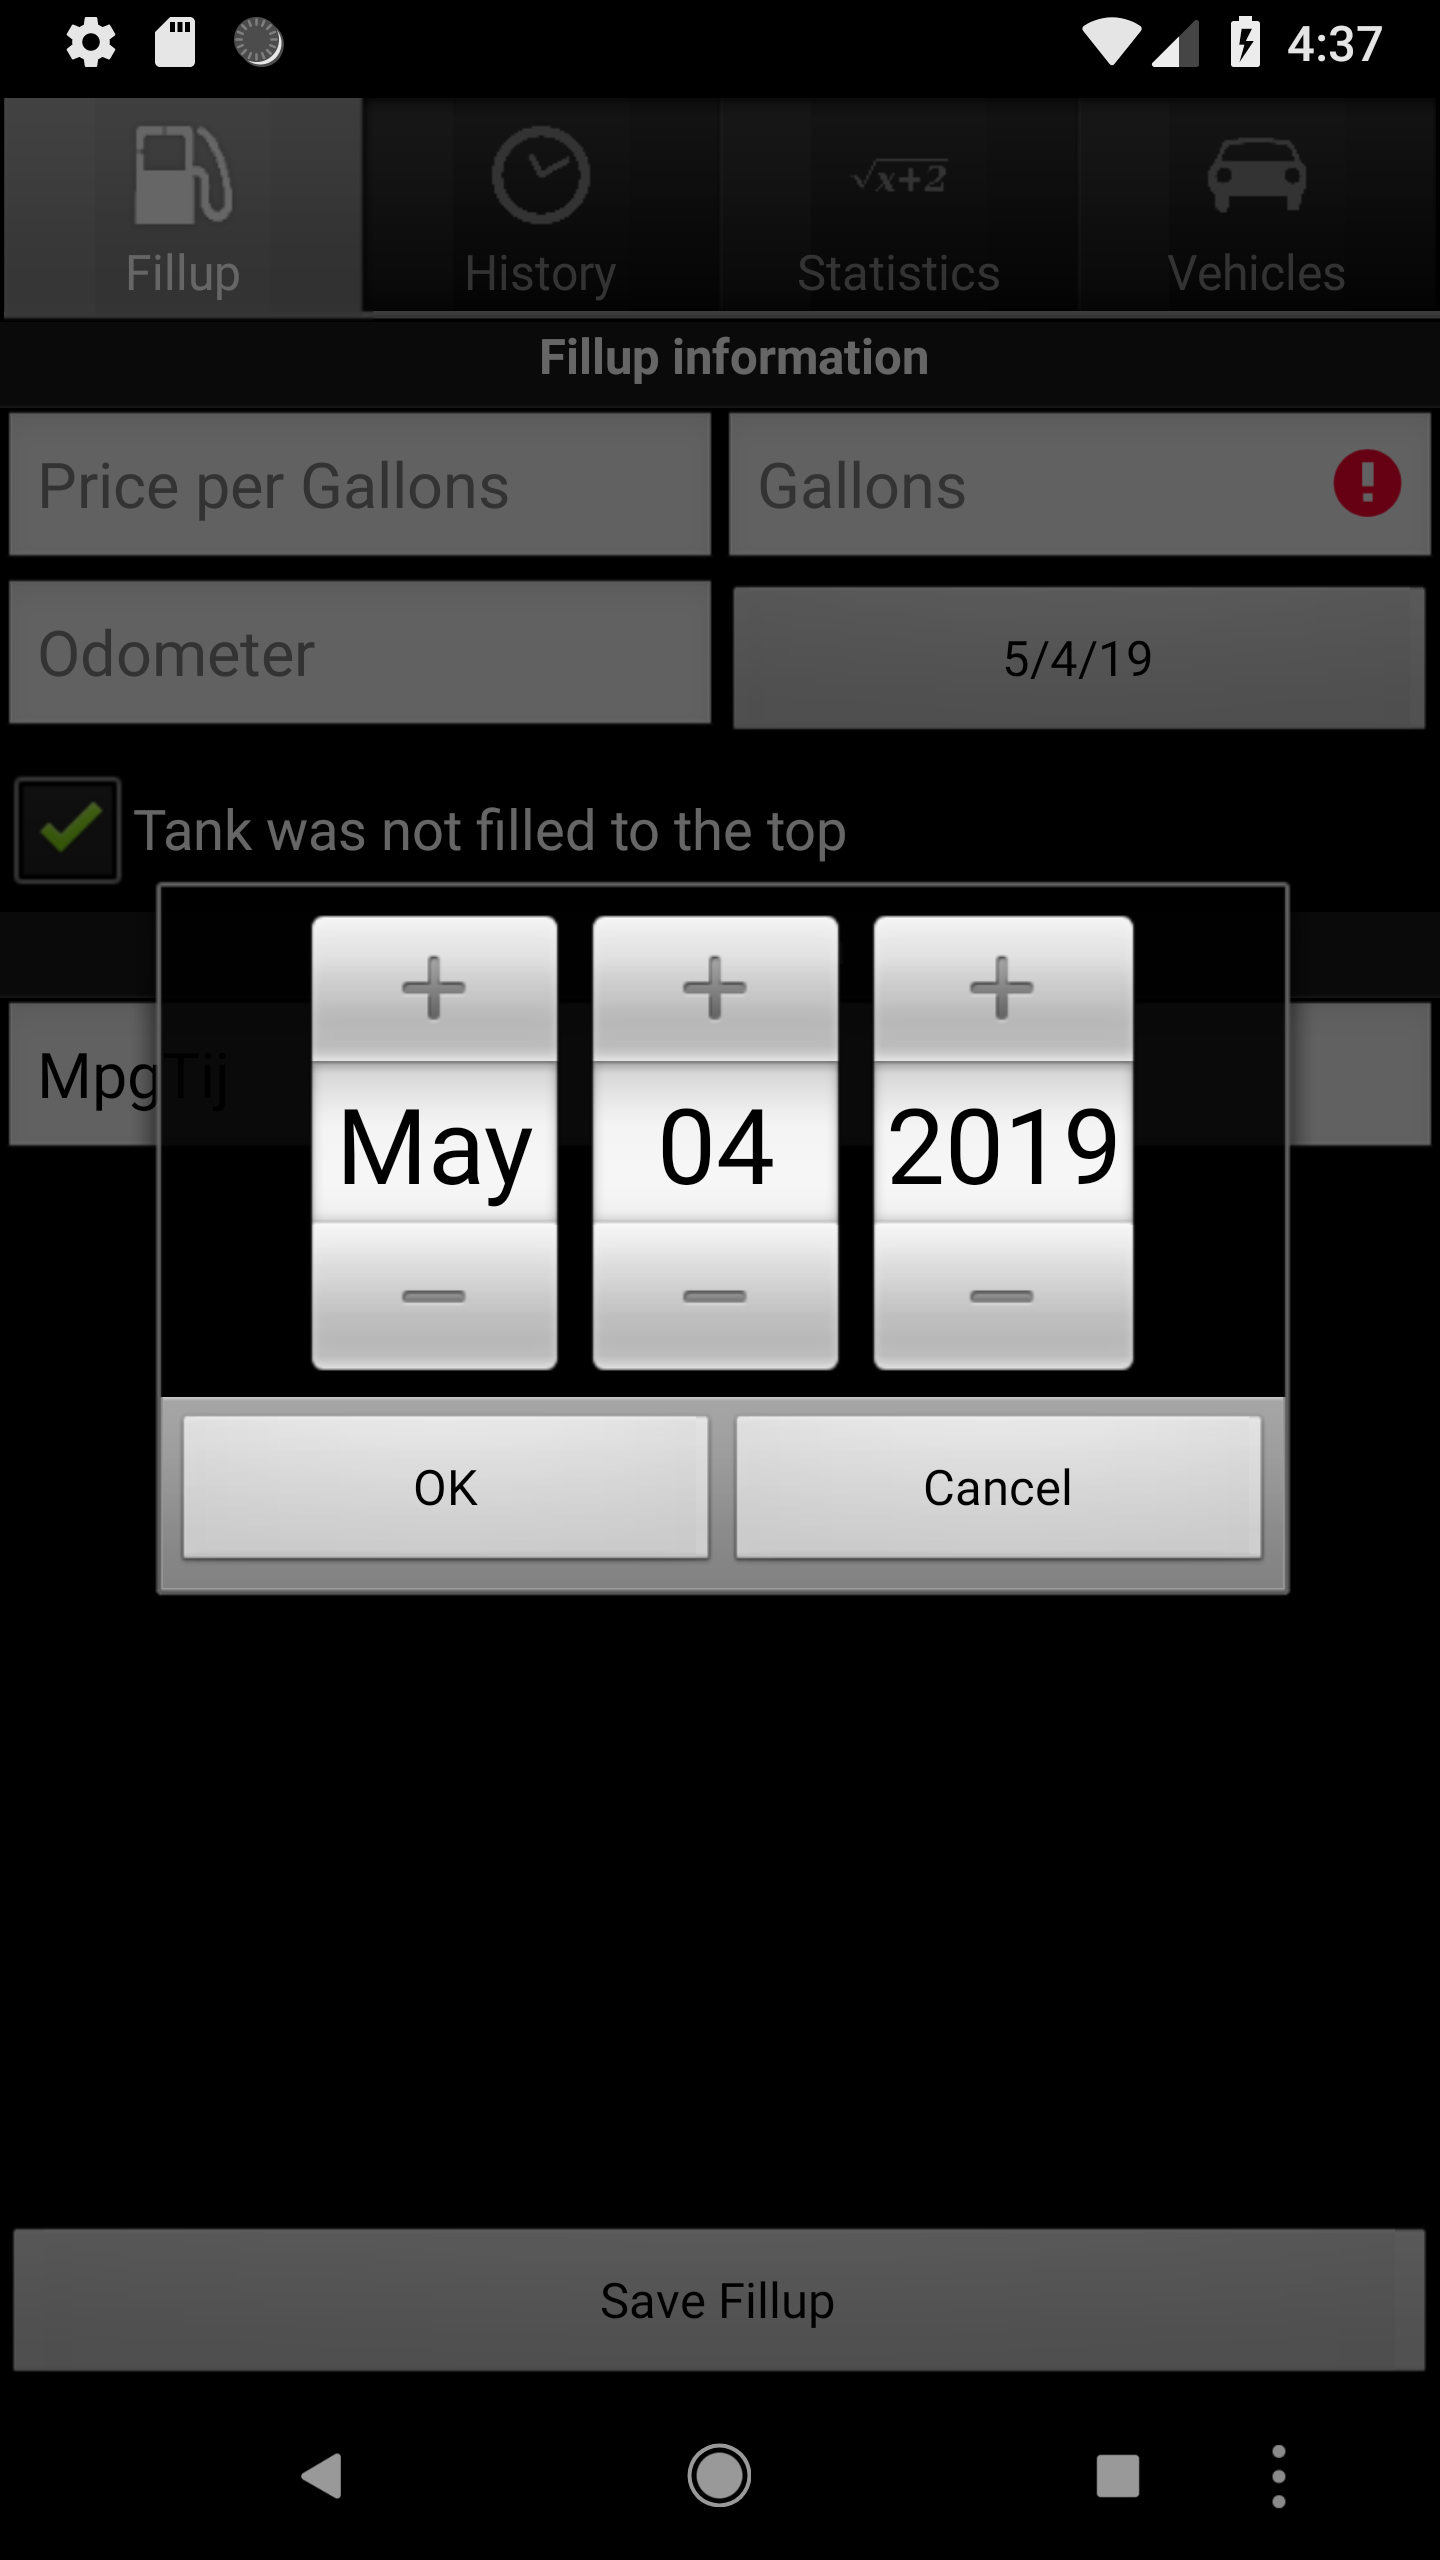 4:37
Fillup History √x+2 Statistics Vehicles
Fillup information
Price per Gallons Gallons
Odometer 5/4/19
Tank was not filled to the top
MpgTij
May 04 2019
OK Cancel
Save Fillup